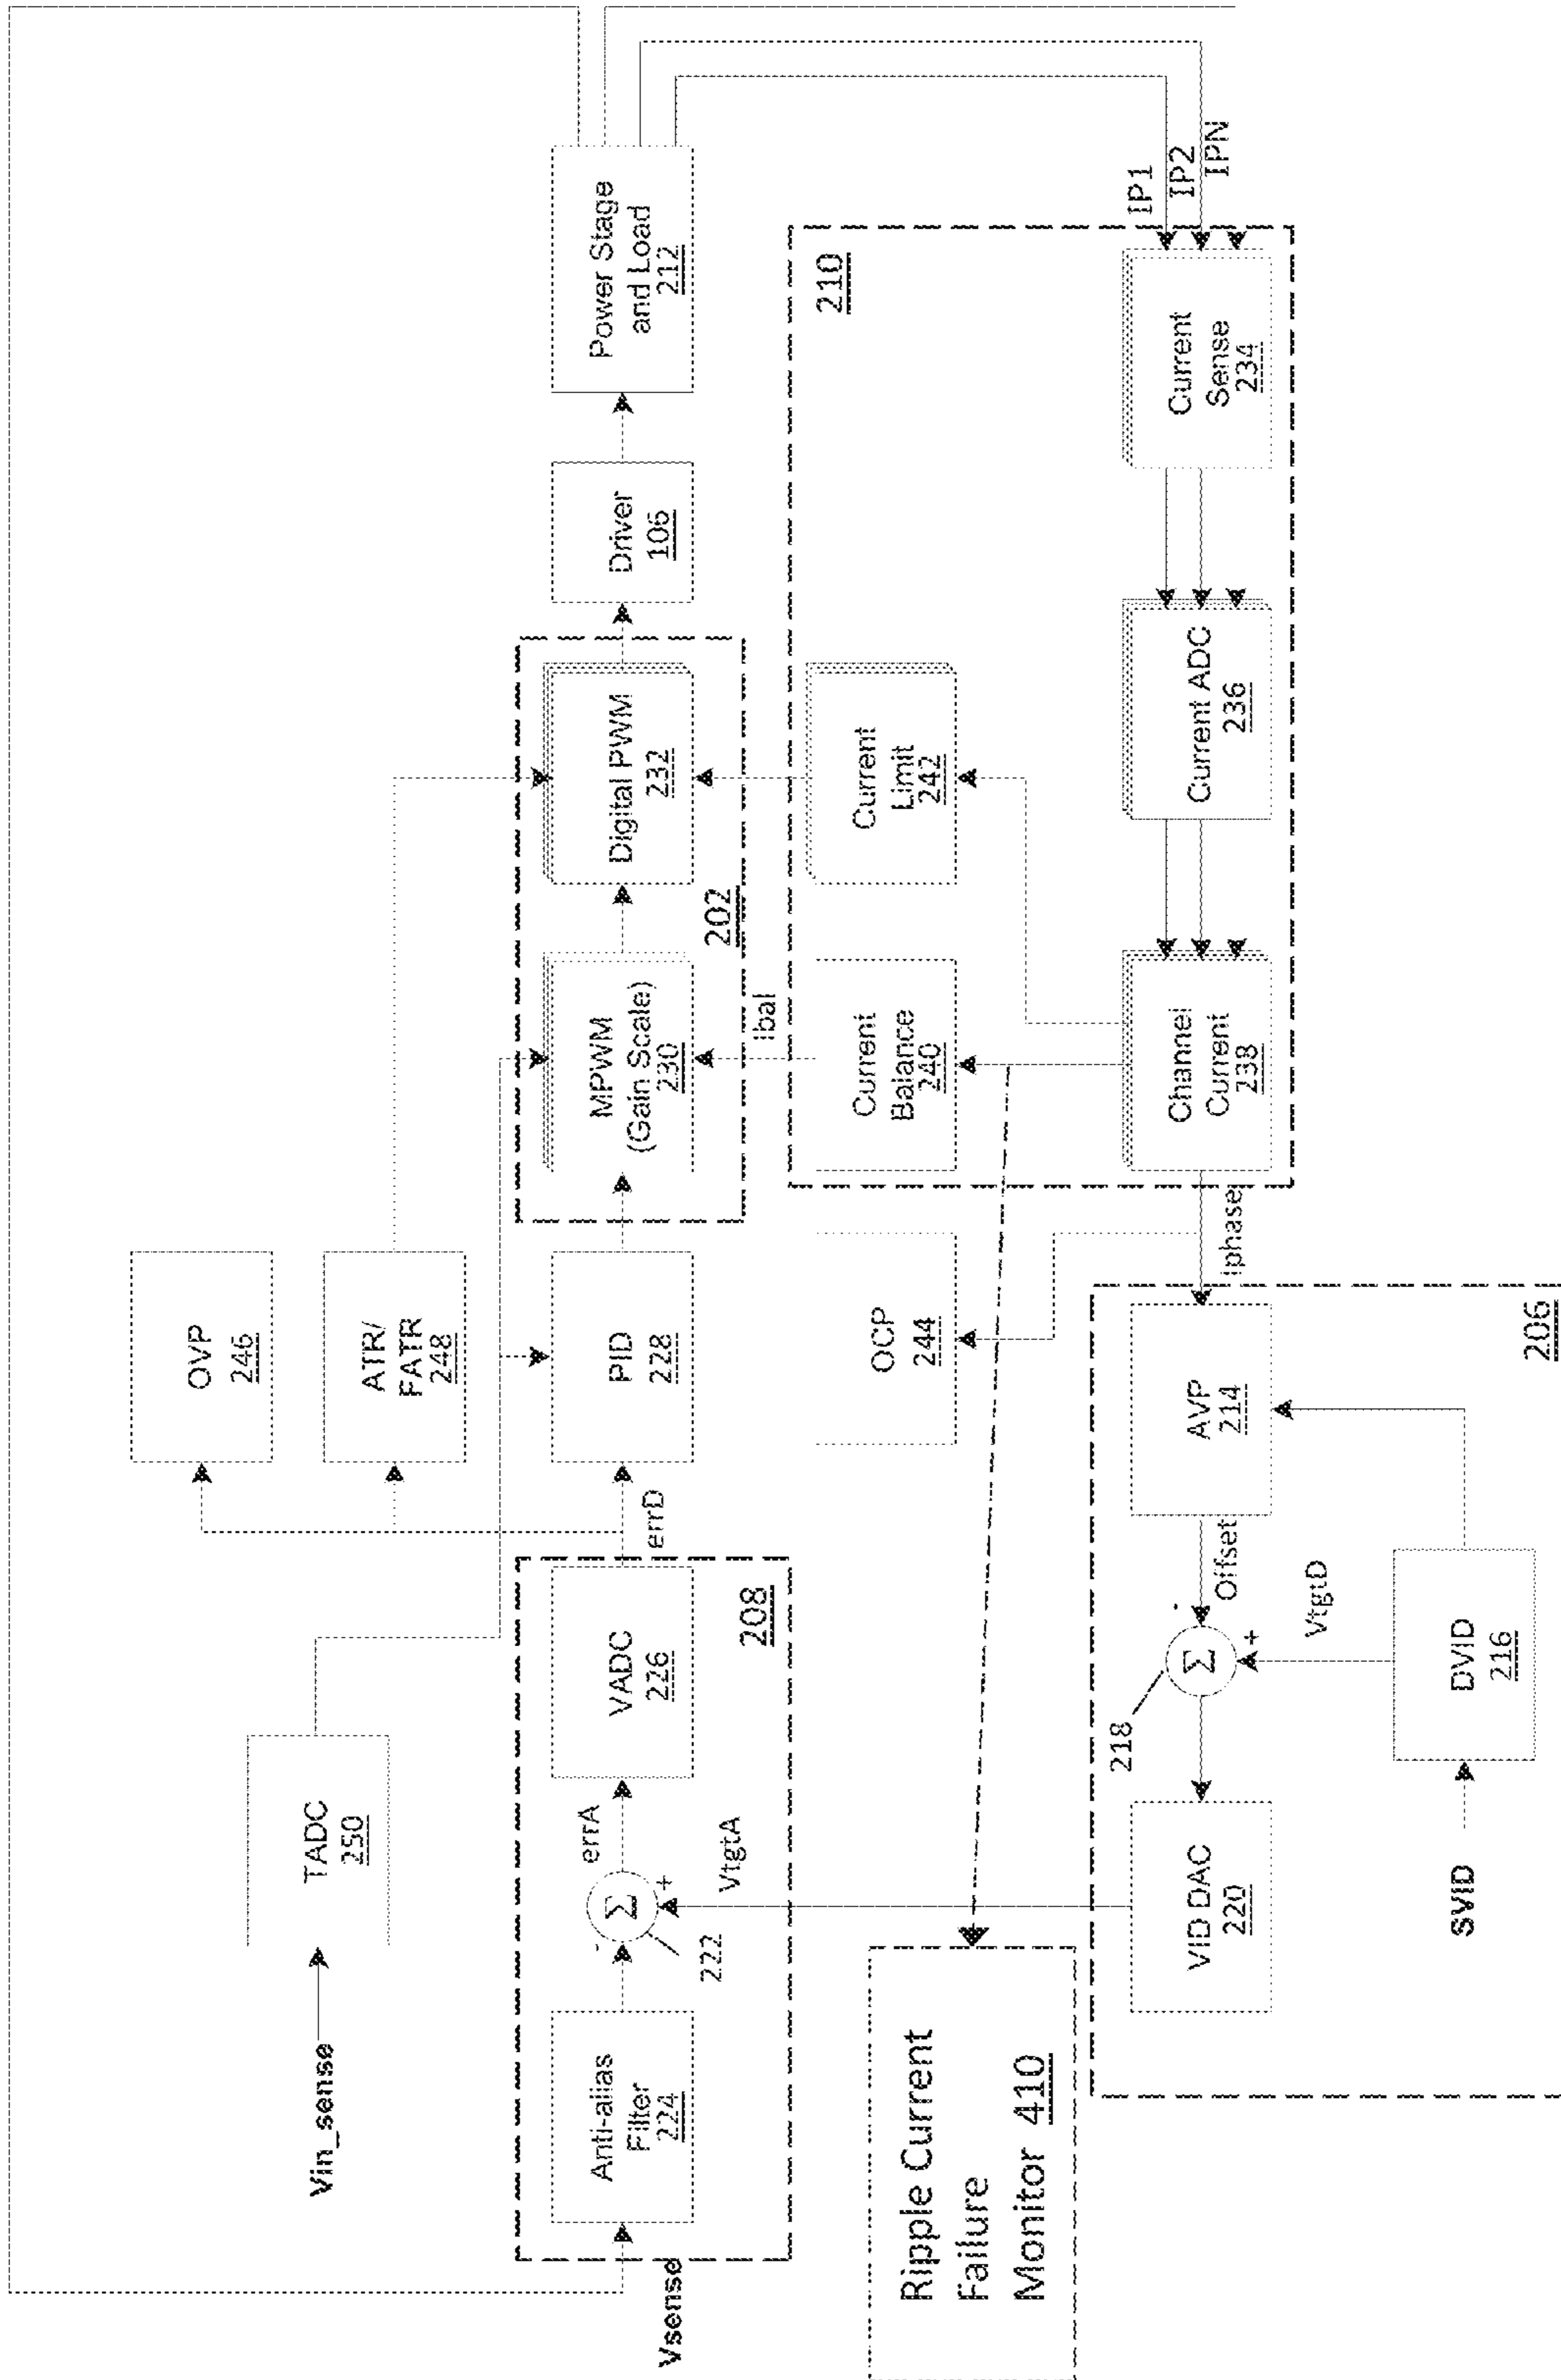 Vin_sense
TADC
250
OVP
246
ATR/
FATR
248
Vsense
Anti-alias
Filter
224
-
Σ
+
222
errA
VtgtA
VADC
226
208
errD
PID
228
MPWM
(Gain Scale)
230
Digital PWM
232
202
Driver
106
Power Stage
and Load
212
Ibal
Ripple Current
Failure
Monitor 410
OCP
244
Current
Balance
240
Current
Limit
242
210
VID DAC
220
218
Σ
-
+
Offset
VtgtD
AVP
214
Iphase
Channel
Current
238
Current ADC
236
Current
Sense
234
IP1
IP2
IPN
SVID
DVID
216
206